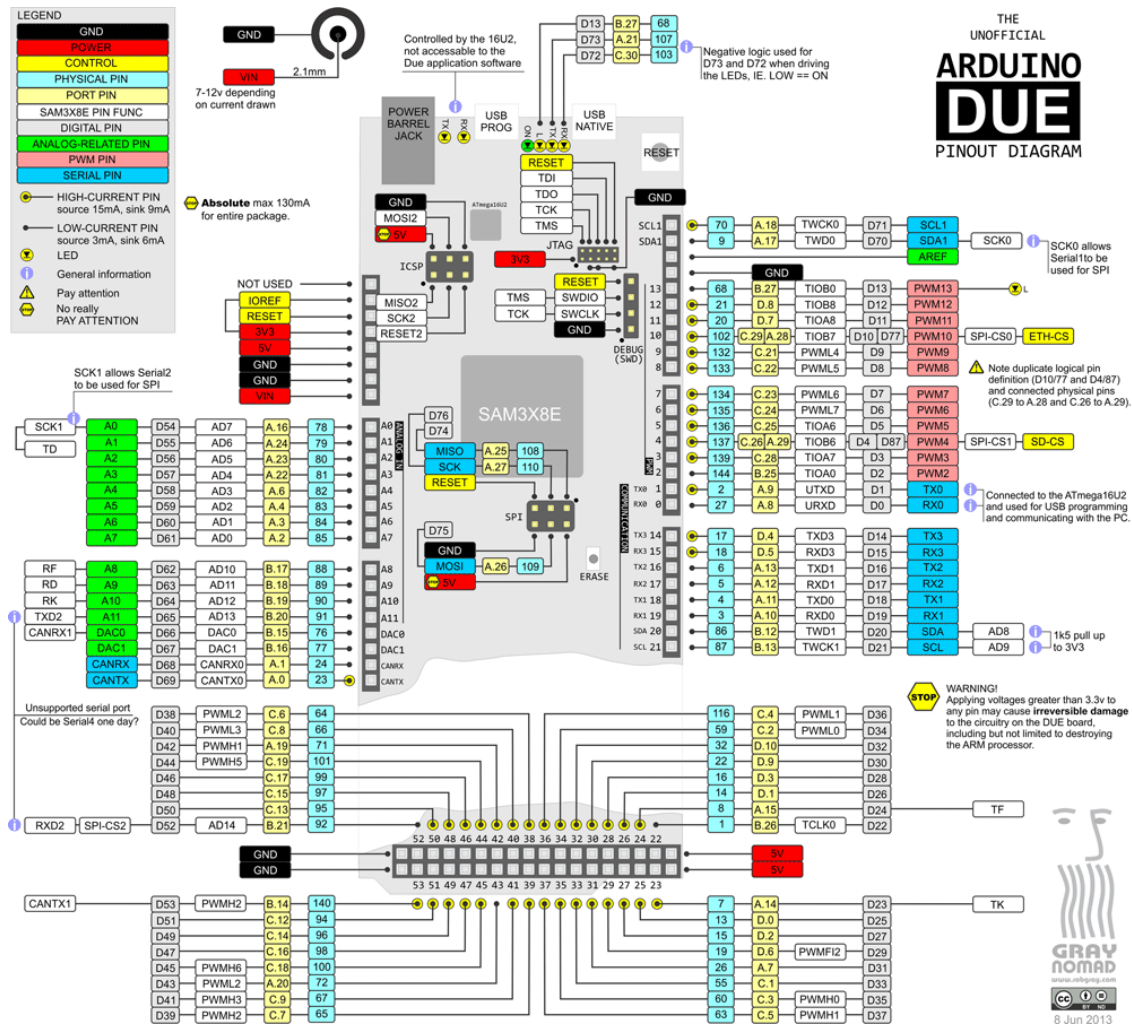 LEGEND
GND
POWER
CONTROL
PHYSICAL PIN
PORT PIN
SAM3X8E PIN FUNC
DIGITAL PIN
ANALOG-RELATED PIN
PWM PIN
SERIAL PIN
HIGH-CURRENT PIN
source 15mA, sink 9mA
LOW-CURRENT PIN
source 3mA, sink 6mA
LED
General information
Pay attention
No really
PAY ATTENTION
GND
VIN 2.1mm
7-12v depending
on current drawn
Absolute max 130mA
for entire package.
Controlled by the 16U2,
not accessable to the
Due application software
D13 B.27 68
D73 A.21 107
D72 C.30 103
Negative logic used for
D73 and D72 when driving
the LEDs, IE. LOW == ON
THE
UNOFFICIAL
ARDUINO
DUE
PINOUT DIAGRAM
POWER
BARREL
JACK
TX
RX
USB
PROG
USB
NATIVE
ON
L
TX
RX
RESET
RESET
TDI
TDO
TCK
TMS
JTAG
3V3
GND
GND
MOSI2
5V
ATmega16U2
ICSP
MISO2
SCK2
RESET2
RESET
TMS SWDIO
TCK SWCLK
GND
DEBUG
(SWD)
NOT USED
IOREF
RESET
3V3
5V
GND
GND
VIN
SCL1 70 A.18 TWCK0 D71 SCL1
SDA1 9 A.17 TWD0 D70 SDA1 SCK0
AREF
GND
SCK0 allows
Serial1to be
used for SPI
13 68 B.27 TIOB0 D13 PWM13 L
12 21 D.8 TIOB8 D12 PWM12
11 20 D.7 TIOA8 D11 PWM11
10 102 C.29 A.28 TIOB7 D10 D77 PWM10 SPI-CS0 ETH-CS
9 132 C.21 PWML4 D9 PWM9
8 133 C.22 PWML5 D8 PWM8
Note duplicate logical pin
definition (D10/77 and D4/87)
and connected physical pins
(C.29 to A.28 and C.26 to A.29).
7 134 C.23 PWML6 D7 PWM7
6 135 C.24 PWML7 D6 PWM6
5 136 C.25 TIOA6 D5 PWM5
4 137 C.26 A.29 TIOB6 D4 D87 PWM4 SPI-CS1 SD-CS
3 139 C.28 TIOA7 D3 PWM3
2 144 B.25 TIOA0 D2 PWM2
TX0 1 2 A.9 UTXD D1 TX0
RX0 0 27 A.8 URXD D0 RX0
PWM
COMMUNICATION
Connected to the ATmega16U2
and used for USB programming
and communicating with the PC.
TX3 14 17 D.4 TXD3 D14 TX3
RX3 15 18 D.5 RXD3 D15 RX3
TX2 16 6 A.13 TXD1 D16 TX2
RX2 17 5 A.12 RXD1 D17 RX2
TX1 18 4 A.11 TXD0 D18 TX1
RX1 19 3 A.10 RXD0 D19 RX1
SDA 20 86 B.12 TWD1 D20 SDA AD8
SCL 21 87 B.13 TWCK1 D21 SCL AD9
1k5 pull up
to 3V3
SAM3X8E
D76
D74
MISO A.25 108
SCK A.27 110
RESET
SPI
D75
GND
MOSI A.26 109
5V
ERASE
SCK1 allows Serial2
to be used for SPI
SCK1 A0 D54 AD7 A.16 78 A0
TD A1 D55 AD6 A.24 79 A1
A2 D56 AD5 A.23 80 A2
A3 D57 AD4 A.22 81 A3
A4 D58 AD3 A.6 82 A4
A5 D59 AD2 A.4 83 A5
A6 D60 AD1 A.3 84 A6
A7 D61 AD0 A.2 85 A7
ANALOG IN
RF A8 D62 AD10 B.17 88 A8
RD A9 D63 AD11 B.18 89 A9
RK A10 D64 AD12 B.19 90 A10
TXD2 A11 D65 AD13 B.20 91 A11
CANRX1 DAC0 D66 DAC0 B.15 76 DAC0
DAC1 D67 DAC1 B.16 77 DAC1
CANRX D68 CANRX0 A.1 24 CANRX
CANTX D69 CANTX0 A.0 23 CANTX
Unsupported serial port
Could be Serial4 one day?
STOP
WARNING!
Applying voltages greater than 3.3v to
any pin may cause irreversible damage
to the circuitry on the DUE board,
including but not limited to destroying
the ARM processor.
D38 PWML2 C.6 64
D40 PWML3 C.8 66
D42 PWMH1 A.19 71
D44 PWMH5 C.19 101
D46 C.17 99
D48 C.15 97
D50 C.13 95
RXD2 SPI-CS2 D52 AD14 B.21 92
116 C.4 PWML1 D36
59 C.2 PWML0 D34
32 D.10 D32
22 D.9 D30
16 D.3 D28
14 D.1 D26
8 A.15 D24 TF
1 B.26 TCLK0 D22
52 50 48 46 44 42 40 38 36 34 32 30 28 26 24 22
GND 5V
GND 5V
53 51 49 47 45 43 41 39 37 35 33 31 29 27 25 23
CANTX1 D53 PWMH2 B.14 140
D51 C.12 94
D49 C.14 96
D47 C.16 98
D45 PWMH6 C.18 100
D43 PWML2 A.20 72
D41 PWMH3 C.9 67
D39 PWMH2 C.7 65
7 A.14 D23 TK
13 D.0 D25
15 D.2 D27
19 D.6 PWMFI2 D29
26 A.7 D31
55 C.1 D33
60 C.3 PWMH0 D35
63 C.5 PWMH1 D37
GRAY
NOMAD
www.robgray.com
CC BY ND
8 Jun 2013